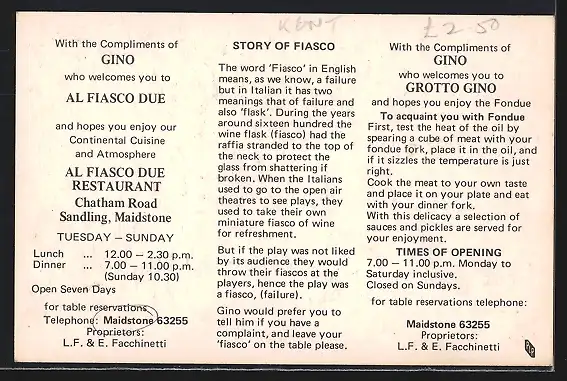 KENT
£2.50
With the Compliments of
GINO
who welcomes you to
AL FIASCO DUE
and hopes you enjoy our
Continental Cuisine
and Atmosphere
AL FIASCO DUE
RESTAURANT
Chatham Road
Sandling, Maidstone
TUESDAY — SUNDAY
Lunch ... 12.00 – 2.30 p.m.
Dinner ... 7.00 – 11.00 p.m.
(Sunday 10.30)
Open Seven Days
for table reservations
Telephone: Maidstone 63255
Proprietors:
L.F. & E. Facchinetti
STORY OF FIASCO
The word 'Fiasco' in English
means, as we know, a failure
but in Italian it has two
meanings that of failure and
also 'flask'. During the years
around sixteen hundred the
wine flask (fiasco) had the
raffia stranded to the top of
the neck to protect the
glass from shattering if
broken. When the Italians
used to go to the open air
theatres to see plays, they
used to take their own
miniature fiasco of wine
for refreshment.
But if the play was not liked
by its audience they would
throw their fiascos at the
players, hence the play was
a fiasco, (failure).
Gino would prefer you to
tell him if you have a
complaint, and leave your
'fiasco' on the table please.
With the Compliments of
GINO
who welcomes you to
GROTTO GINO
and hopes you enjoy the Fondue
To acquaint you with Fondue
First, test the heat of the oil by
spearing a cube of meat with your
fondue fork, place it in the oil, and
if it sizzles the temperature is just
right.
Cook the meat to your own taste
and place it on your plate and eat
with your dinner fork.
With this delicacy a selection of
sauces and pickles are served for
your enjoyment.
TIMES OF OPENING
7.00 – 11.00 p.m. Monday to
Saturday inclusive.
Closed on Sundays.
for table reservations telephone:
Maidstone 63255
Proprietors:
L.F. & E. Facchinetti